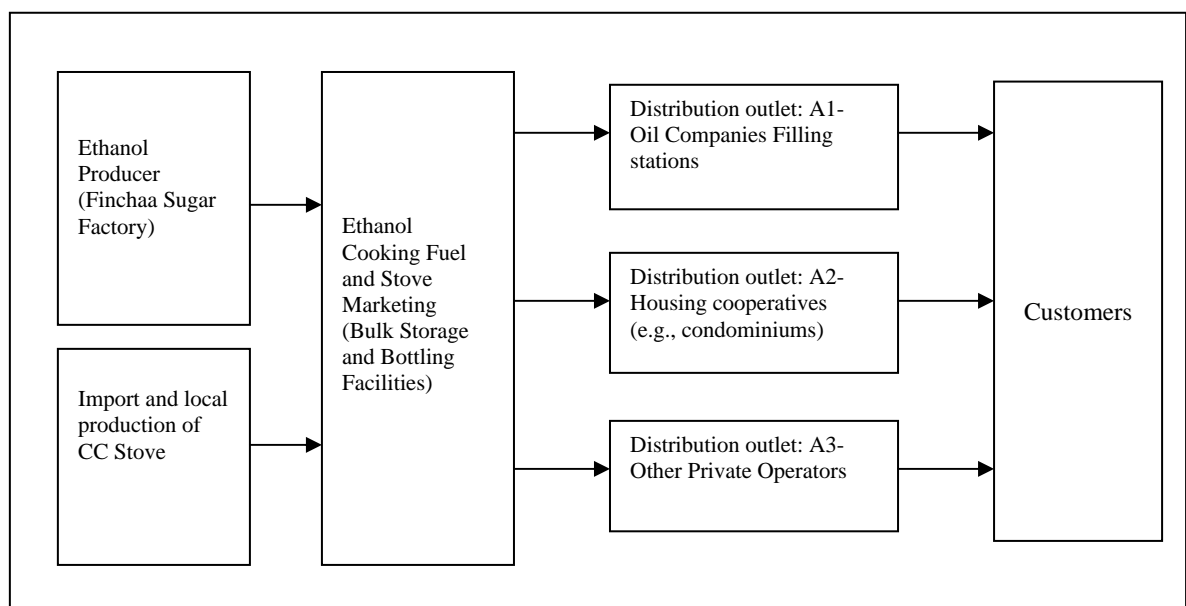 Ethanol
Producer
(Finchaa Sugar
Factory)
Import and local
production of
CC Stove
Ethanol
Cooking Fuel
and Stove
Marketing
(Bulk Storage
and Bottling
Facilities)
Distribution outlet: A1-
Oil Companies Filling
stations
Distribution outlet: A2-
Housing cooperatives
(e.g., condominiums)
Distribution outlet: A3-
Other Private Operators
Customers